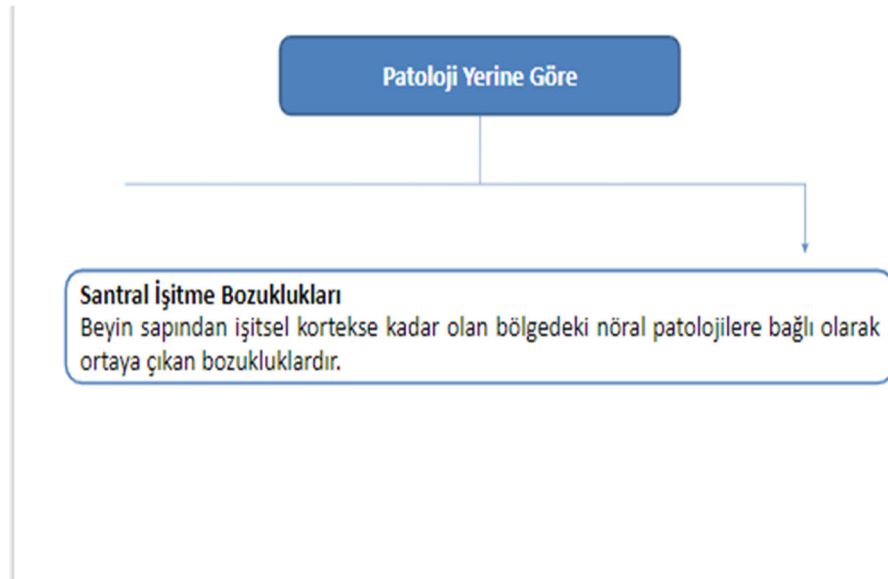 Patoloji Yerine Göre
Santral İşitme Bozuklukları
Beyin sapından işitsel kortekse kadar olan bölgedeki nöral patolojilere bağlı olarak
ortaya çıkan bozukluklardır.